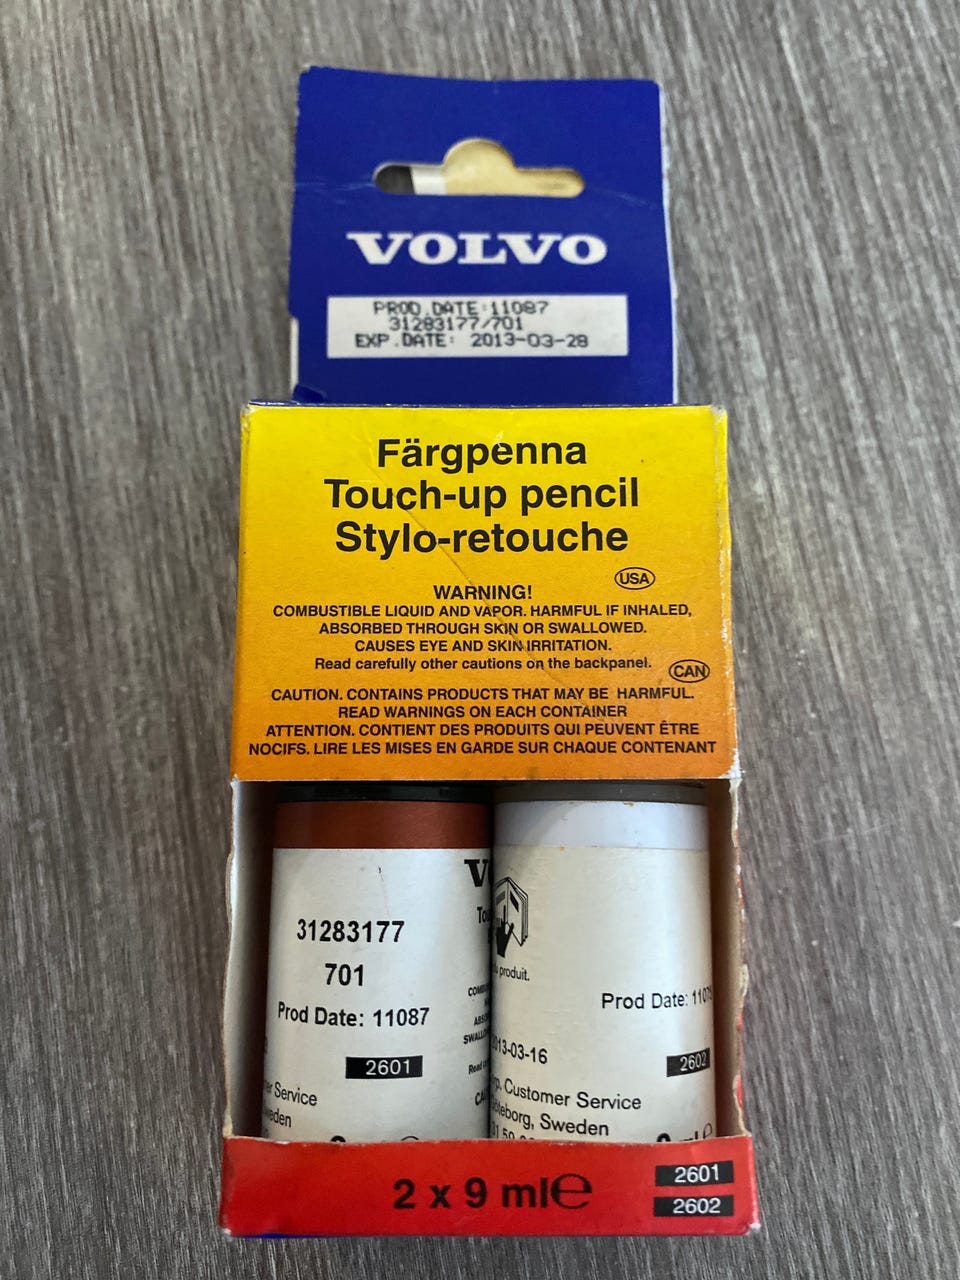 VOLVO
PROD.DATE:11087
31283177/701
EXP.DATE: 2013-03-28
Färgpenna
Touch-up pencil
Stylo-retouche
USA
WARNING!
COMBUSTIBLE LIQUID AND VAPOR. HARMFUL IF INHALED,
ABSORBED THROUGH SKIN OR SWALLOWED.
CAUSES EYE AND SKIN IRRITATION.
Read carefully other cautions on the backpanel.
CAN
CAUTION. CONTAINS PRODUCTS THAT MAY BE HARMFUL.
READ WARNINGS ON EACH CONTAINER
ATTENTION. CONTIENT DES PRODUITS QUI PEUVENT ÊTRE
NOCIFS. LIRE LES MISES EN GARDE SUR CHAQUE CONTENANT
31283177
701
Prod Date: 11087
2601
Service
produit.
Prod Date:
13-03-16
2602
Customer Service
Sweden
2 x 9 ml℮
2601
2602